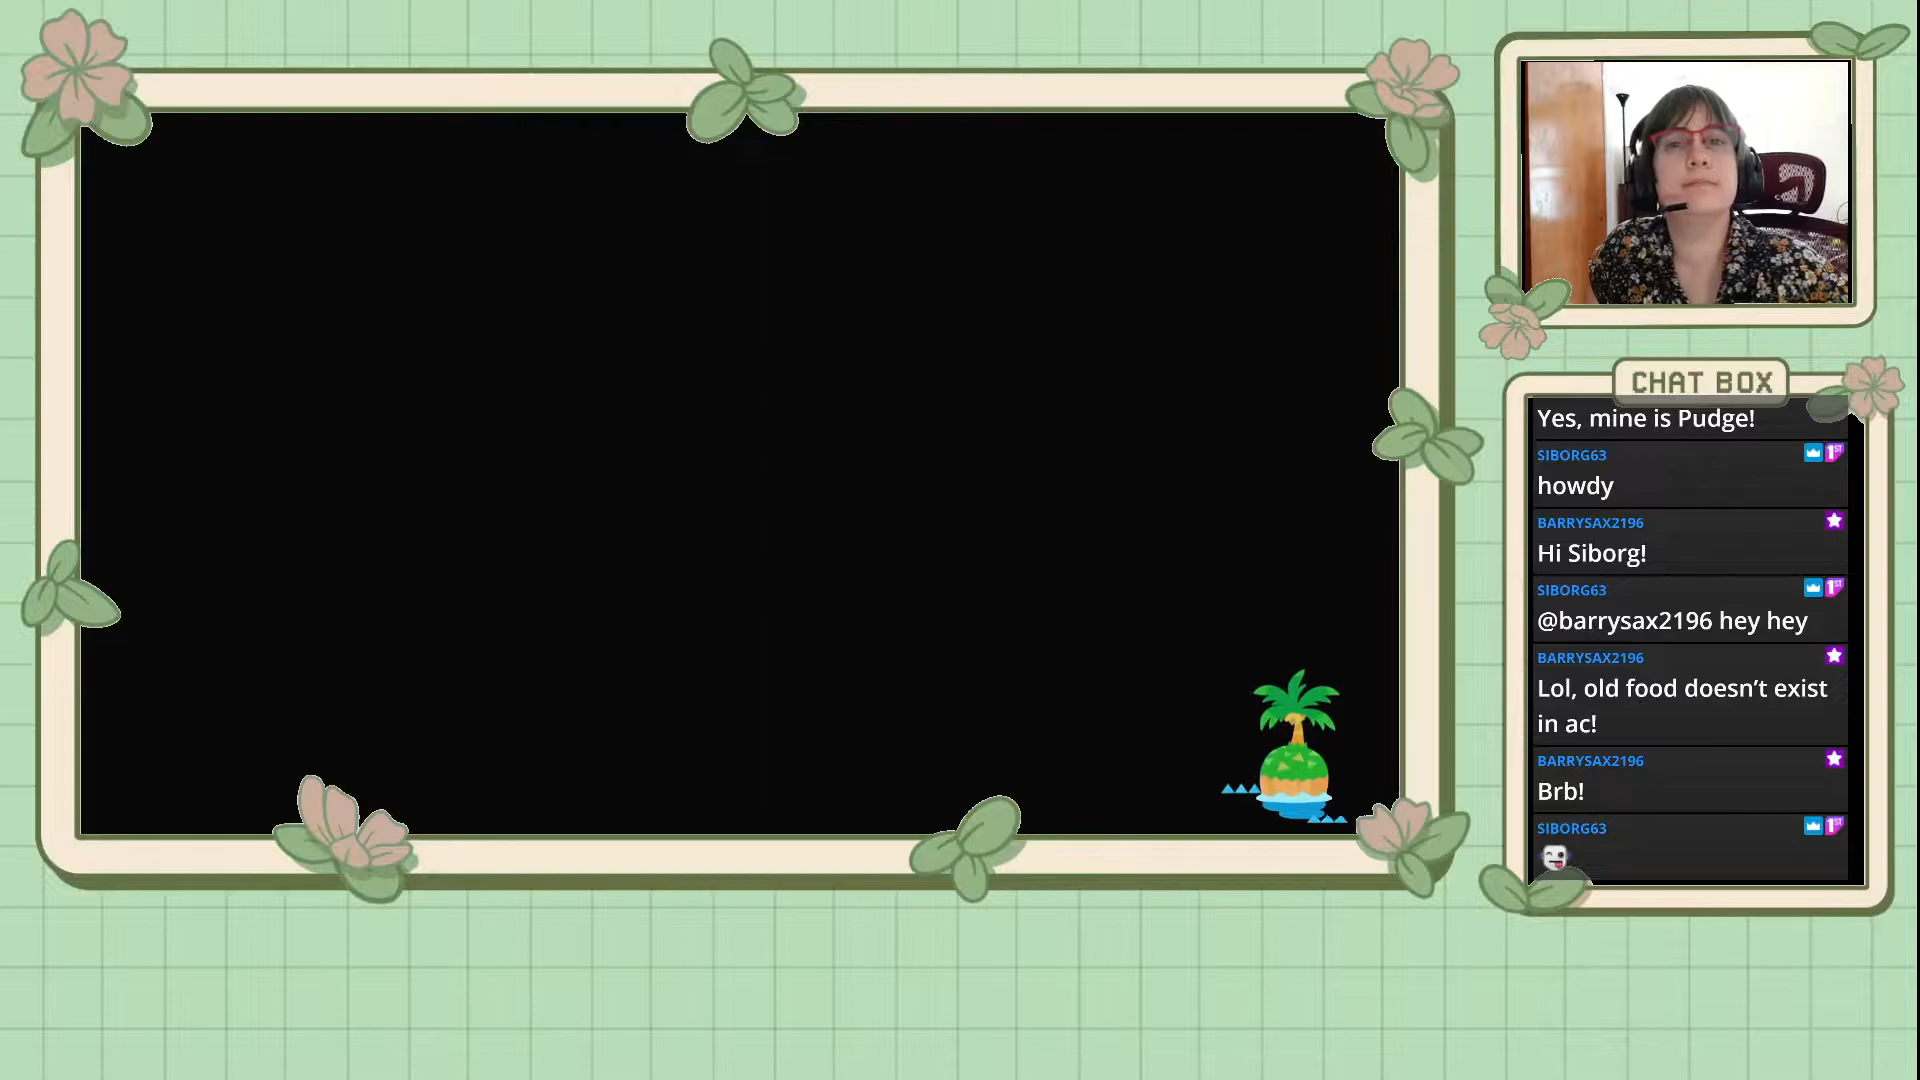 CHAT BOX
Yes, mine is Pudge!
SIBORG63
howdy
BARRYSAX2196
Hi Siborg!
SIBORG63
@barrysax2196 hey hey
BARRYSAX2196
Lol, old food doesn’t exist
in ac!
BARRYSAX2196
Brb!
SIBORG63